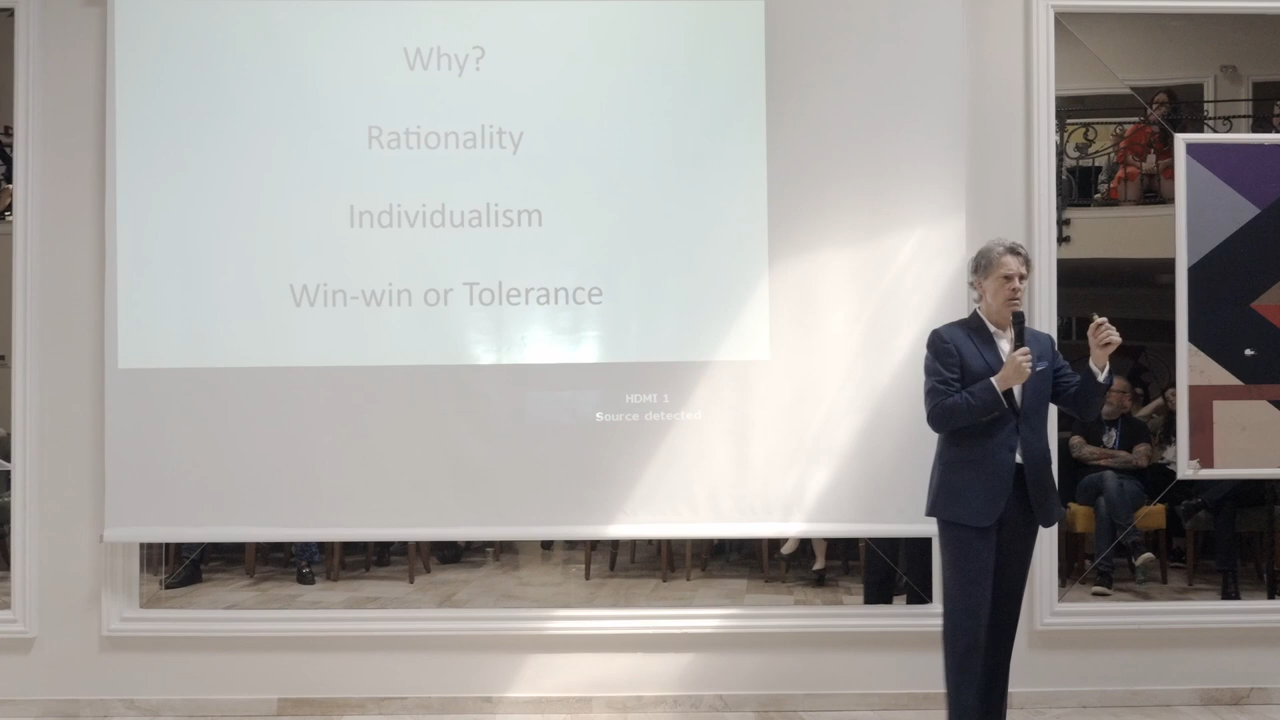 Why?
Rationality
Individualism
Win-win or Tolerance
HDMI 1
Source detected